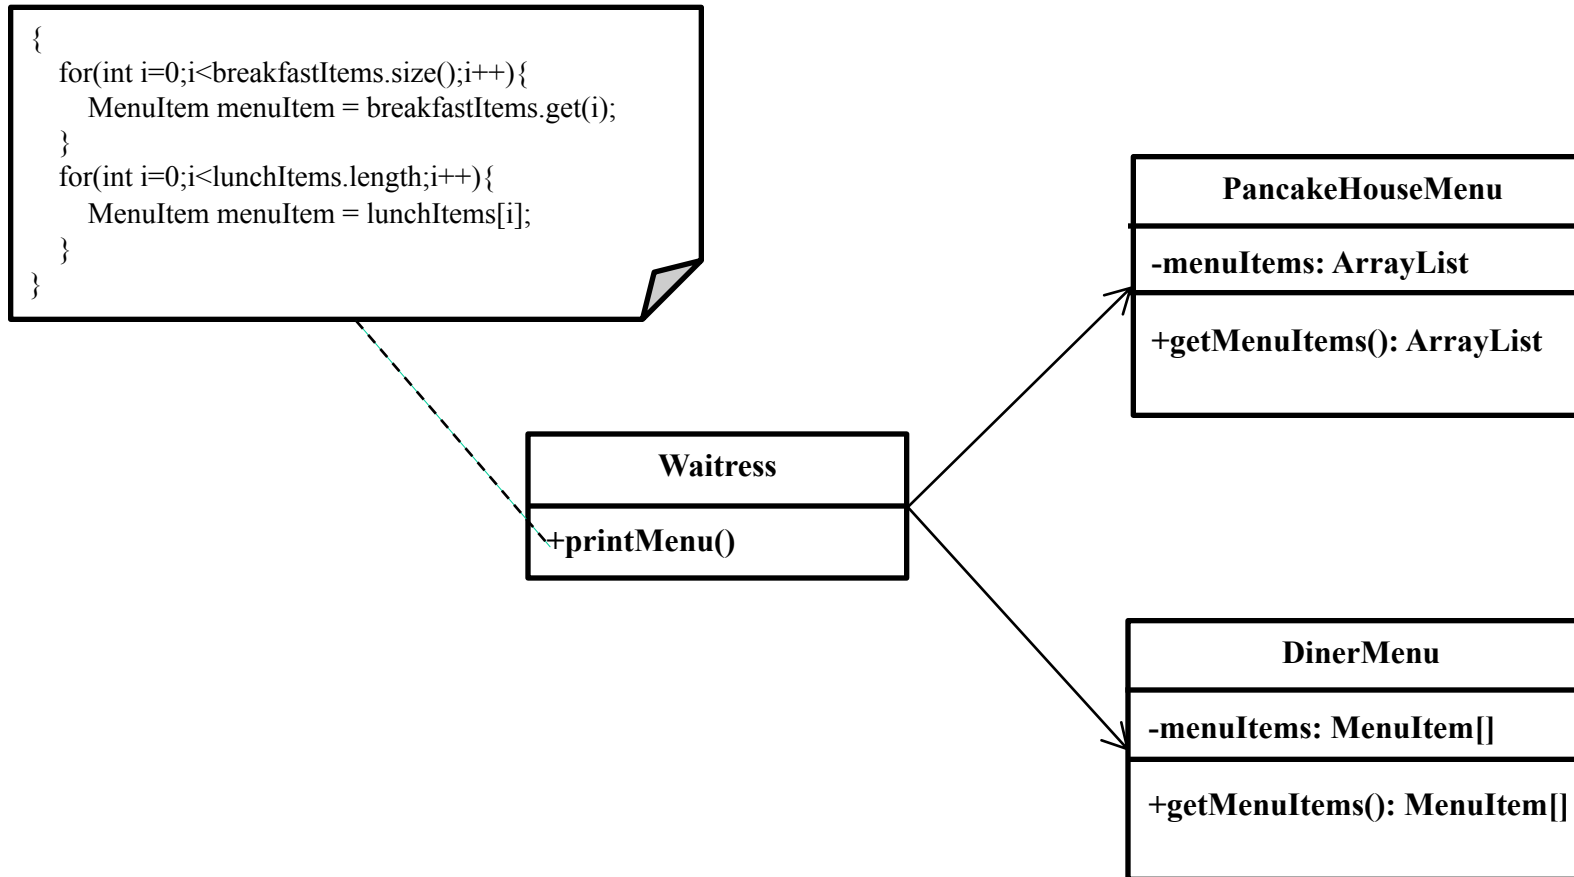 {
for(int i=0;i<breakfastItems.size();i++){
MenuItem menuItem = breakfastItems.get(i);
}
for(int i=0;i<lunchItems.length;i++){
MenuItem menuItem = lunchItems[i];
}
}
PancakeHouseMenu
-menuItems: ArrayList
+getMenuItems(): ArrayList
Waitress
+printMenu()
DinerMenu
-menuItems: MenuItem[]
+getMenuItems(): MenuItem[]